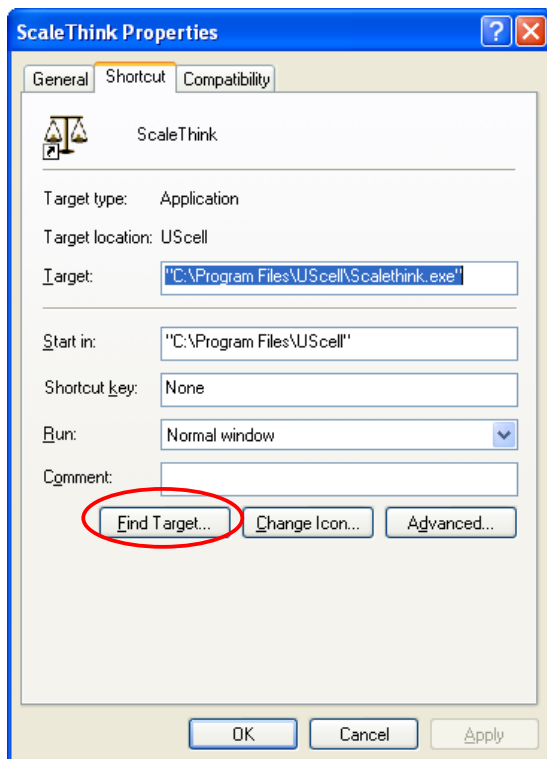 ScaleThink Properties
General Shortcut Compatibility
ScaleThink
Target type: Application
Target location: UScell
Target: "C:\Program Files\UScell\Scalethink.exe"
Start in: "C:\Program Files\UScell"
Shortcut key: None
Run: Normal window
Comment:
Find Target... Change Icon... Advanced...
OK Cancel Apply